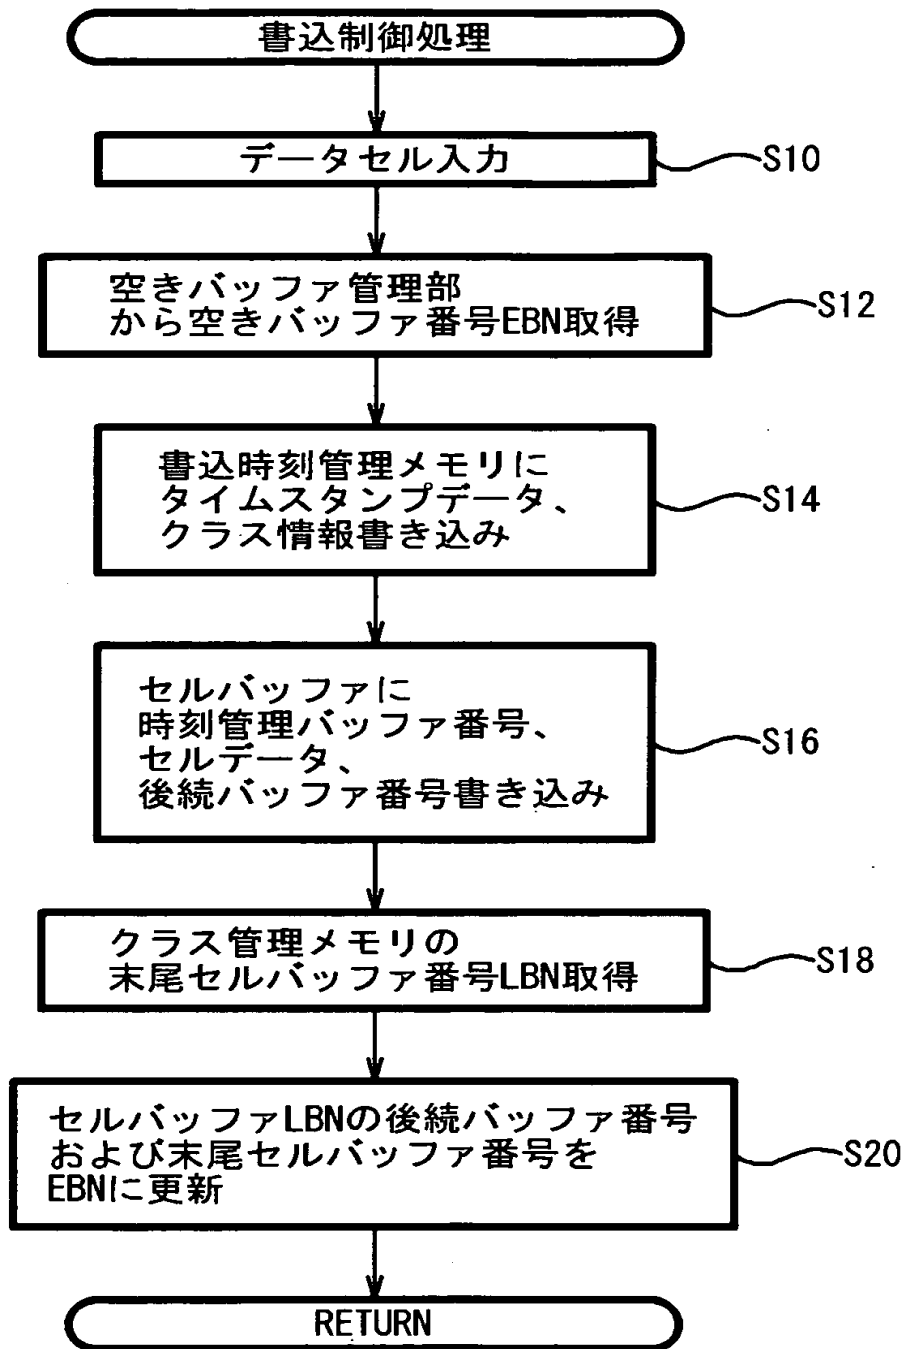 書込制御処理
データセル入力
S10
空きバッファ管理部
から空きバッファ番号EBN取得
S12
書込時刻管理メモリに
タイムスタンプデータ、
クラス情報書き込み
S14
セルバッファに
時刻管理バッファ番号、
セルデータ、
後続バッファ番号書き込み
S16
クラス管理メモリの
末尾セルバッファ番号LBN取得
S18
セルバッファLBNの後続バッファ番号
および末尾セルバッファ番号を
EBNに更新
S20
RETURN